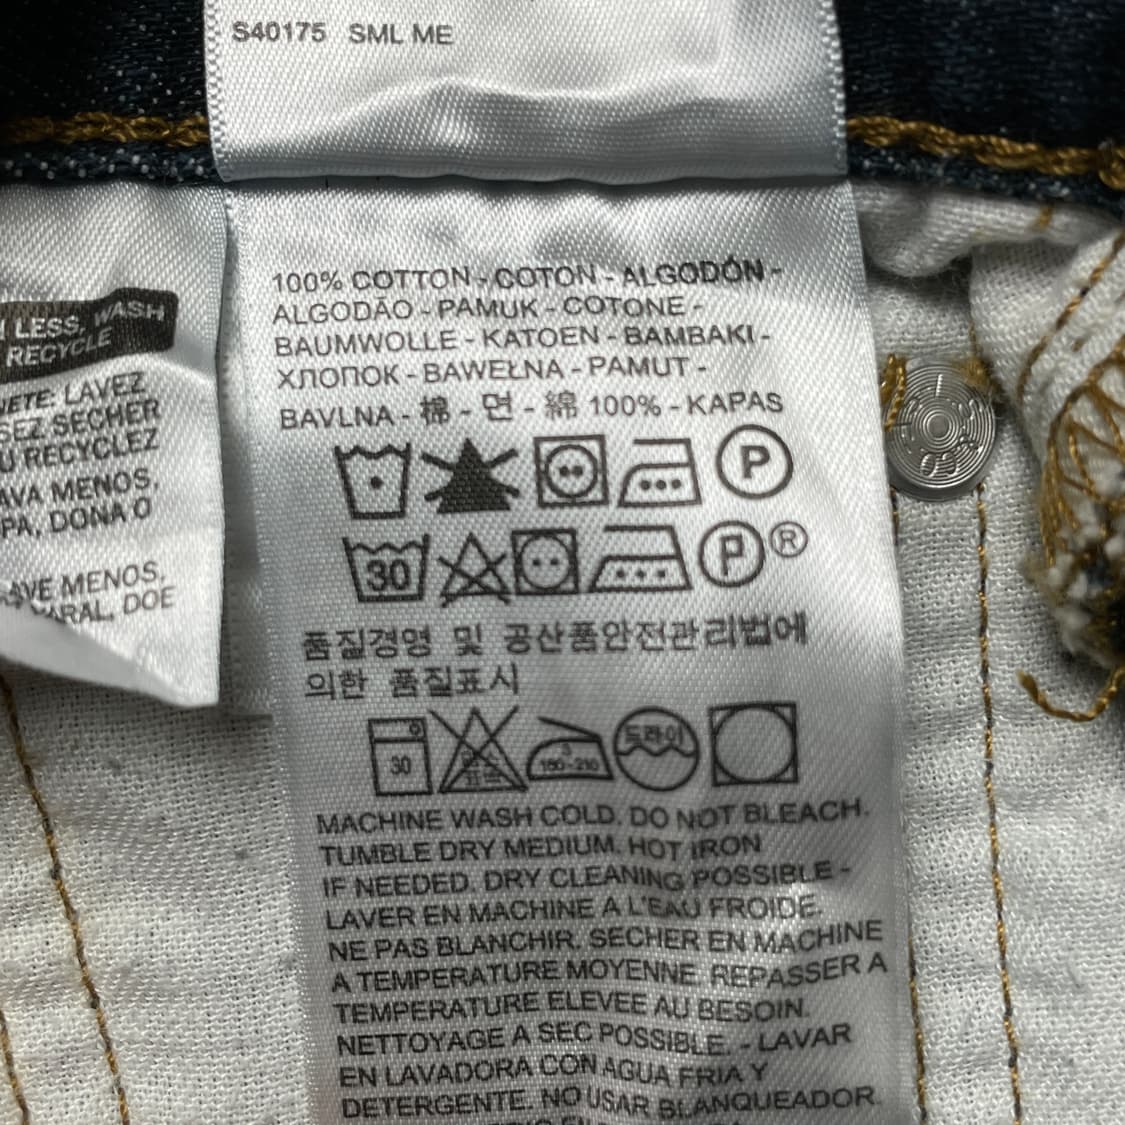 S40175 SML ME
LESS, WASH
RECYCLE
LAVEZ
SECHER
RECYCLEZ
MENOS,
DONA O
MENOS,
DOE
100% COTTON - COTON - ALGODÓN -
ALGODÃO - PAMUK - COTONE -
BAUMWOLLE - KATOEN - BAMBAKI -
ХЛОПОК - BAWEŁNA - PAMUT -
BAVLNA - 棉 - 면 - 綿 100% - KAPAS
P
30 P ®
품질경영 및 공산품안전관리법에
의한 품질표시
30 3 180-210 드라이
MACHINE WASH COLD. DO NOT BLEACH.
TUMBLE DRY MEDIUM. HOT IRON
IF NEEDED. DRY CLEANING POSSIBLE -
LAVER EN MACHINE A L'EAU FROIDE.
NE PAS BLANCHIR. SECHER EN MACHINE
A TEMPERATURE MOYENNE. REPASSER A
TEMPERATURE ELEVEE AU BESOIN.
NETTOYAGE A SEC POSSIBLE. - LAVAR
EN LAVADORA CON AGUA FRIA Y
DETERGENTE. NO USAR BLANQUEADOR.